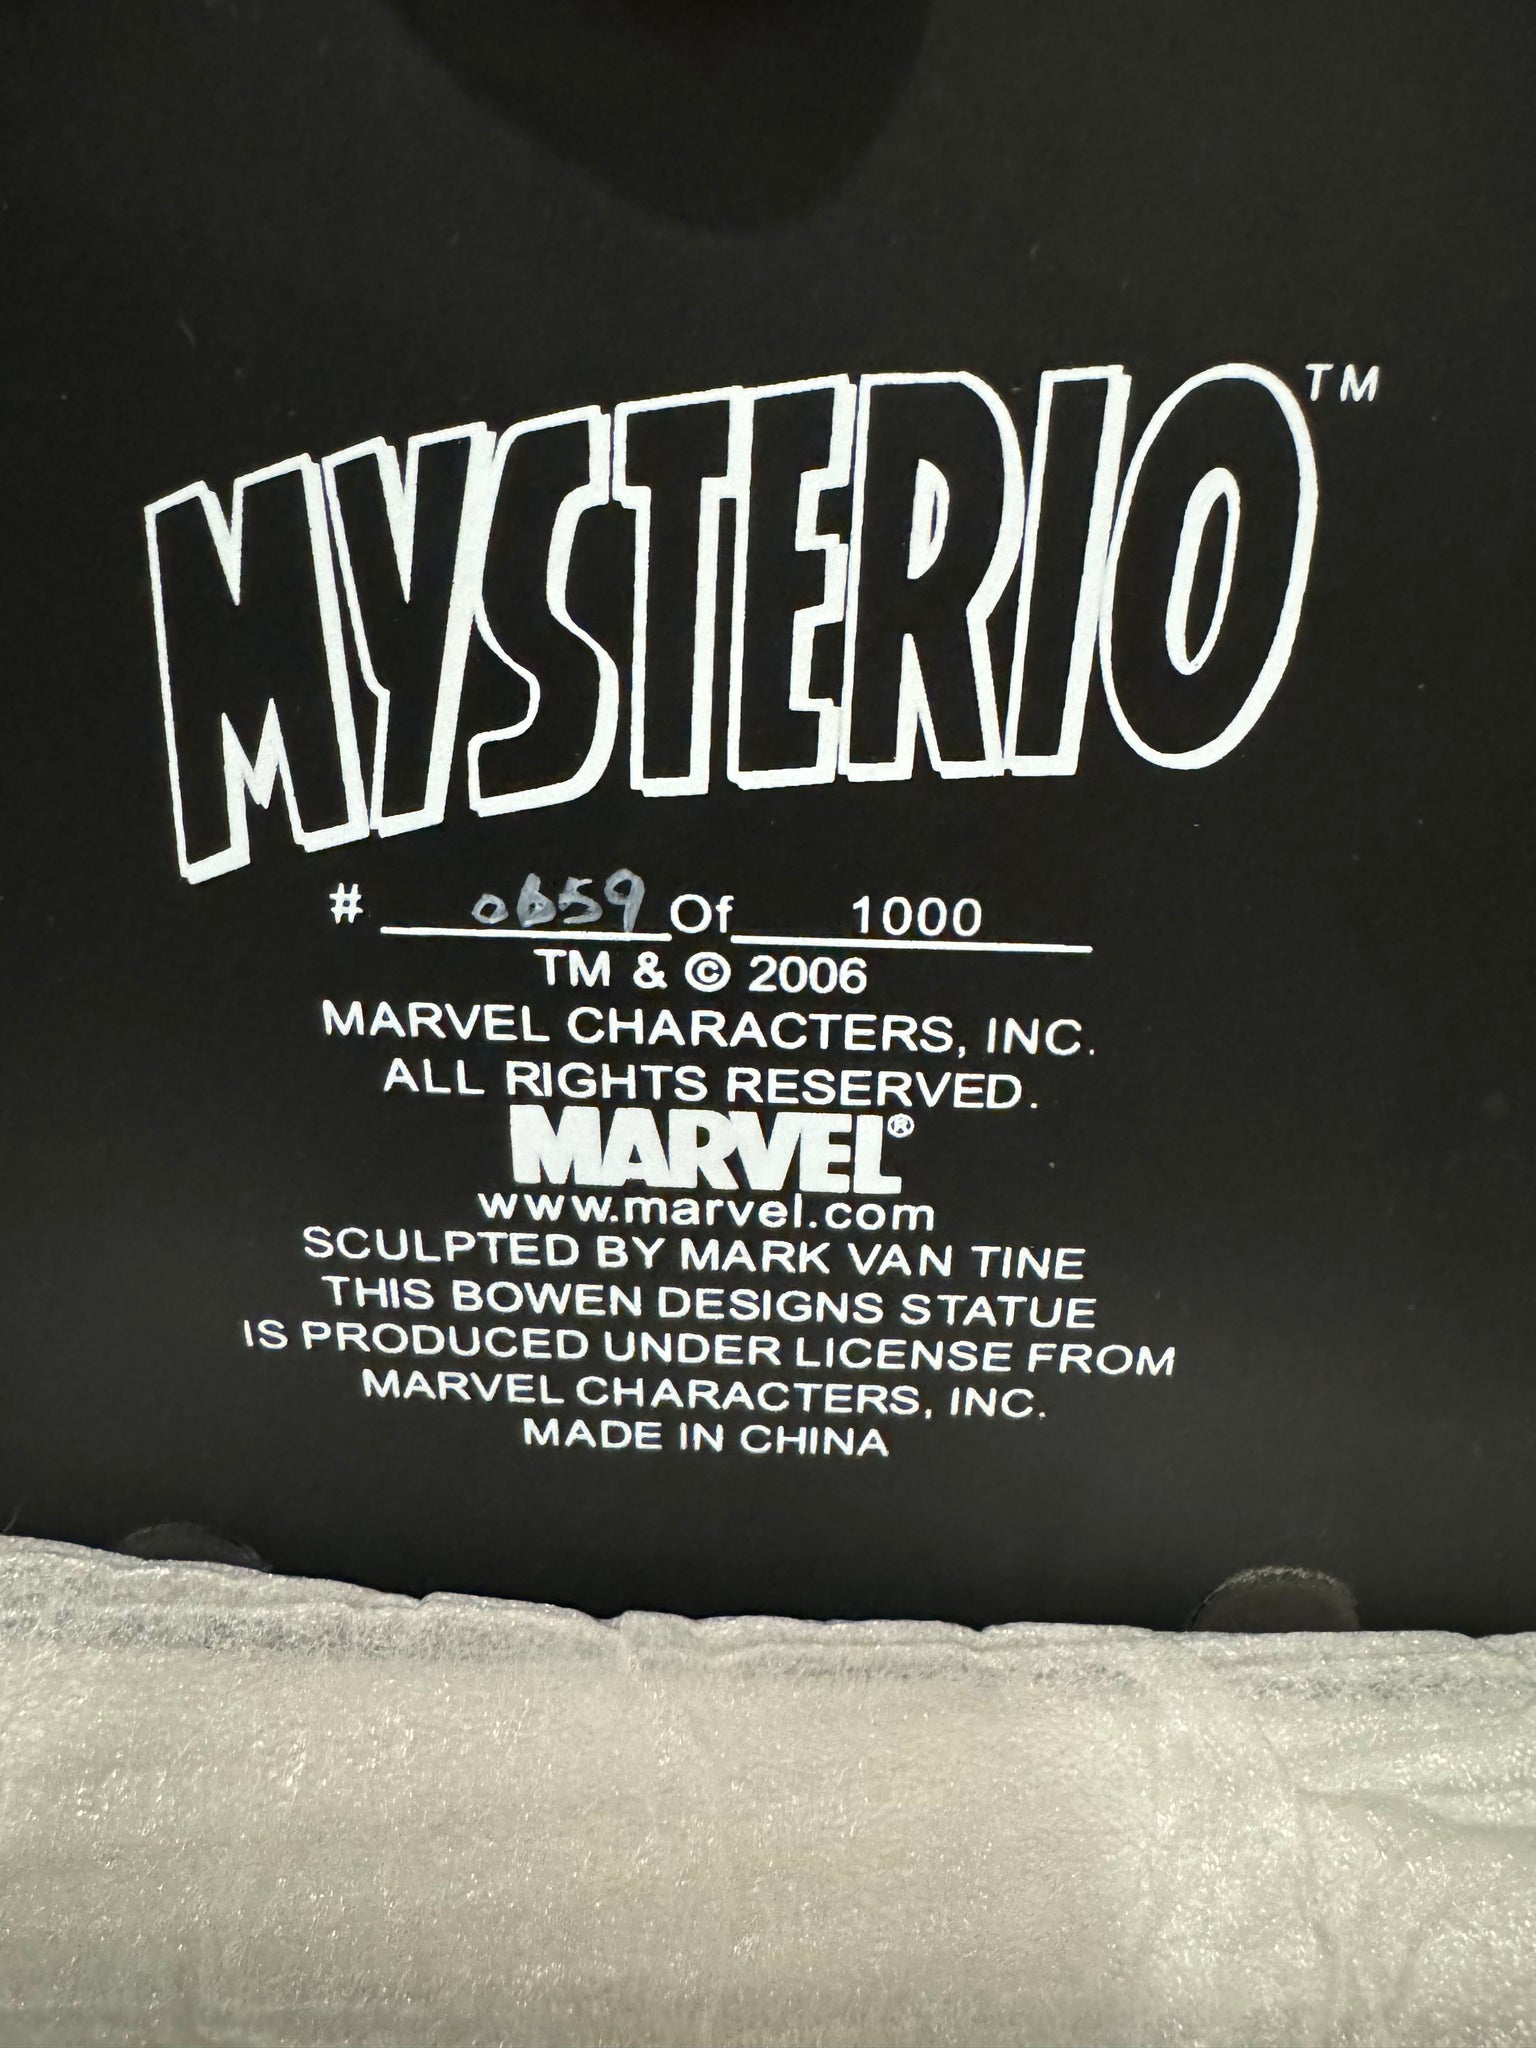 MYSTERIO™
# 0659 Of 1000
TM & © 2006
MARVEL CHARACTERS, INC.
ALL RIGHTS RESERVED.
MARVEL®
www.marvel.com
SCULPTED BY MARK VAN TINE
THIS BOWEN DESIGNS STATUE
IS PRODUCED UNDER LICENSE FROM
MARVEL CHARACTERS, INC.
MADE IN CHINA